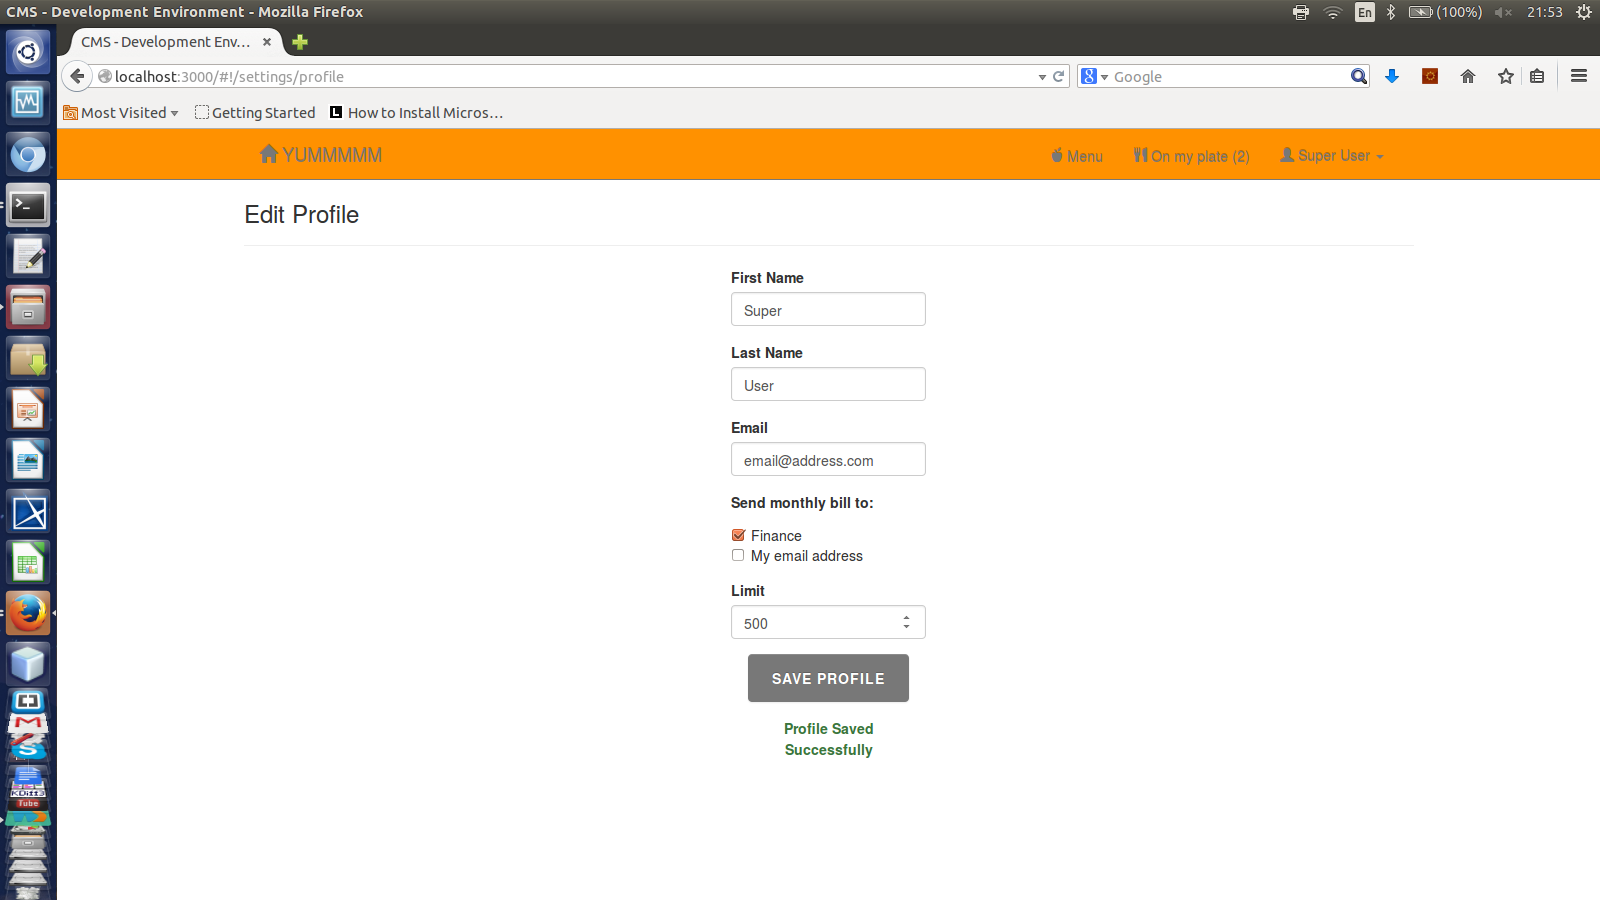 CMS - Development Environment - Mozilla Firefox
En
(100%)
21:53
CMS - Development Env...
localhost:3000/#!/settings/profile
Google
Most Visited
Getting Started
How to Install Micros...
YUMMMMM
Menu
On my plate (2)
Super User
Edit Profile
First Name
Super
Last Name
User
Email
email@address.com
Send monthly bill to:
Finance
My email address
Limit
500
SAVE PROFILE
Profile Saved
Successfully
KDiff3
Tube